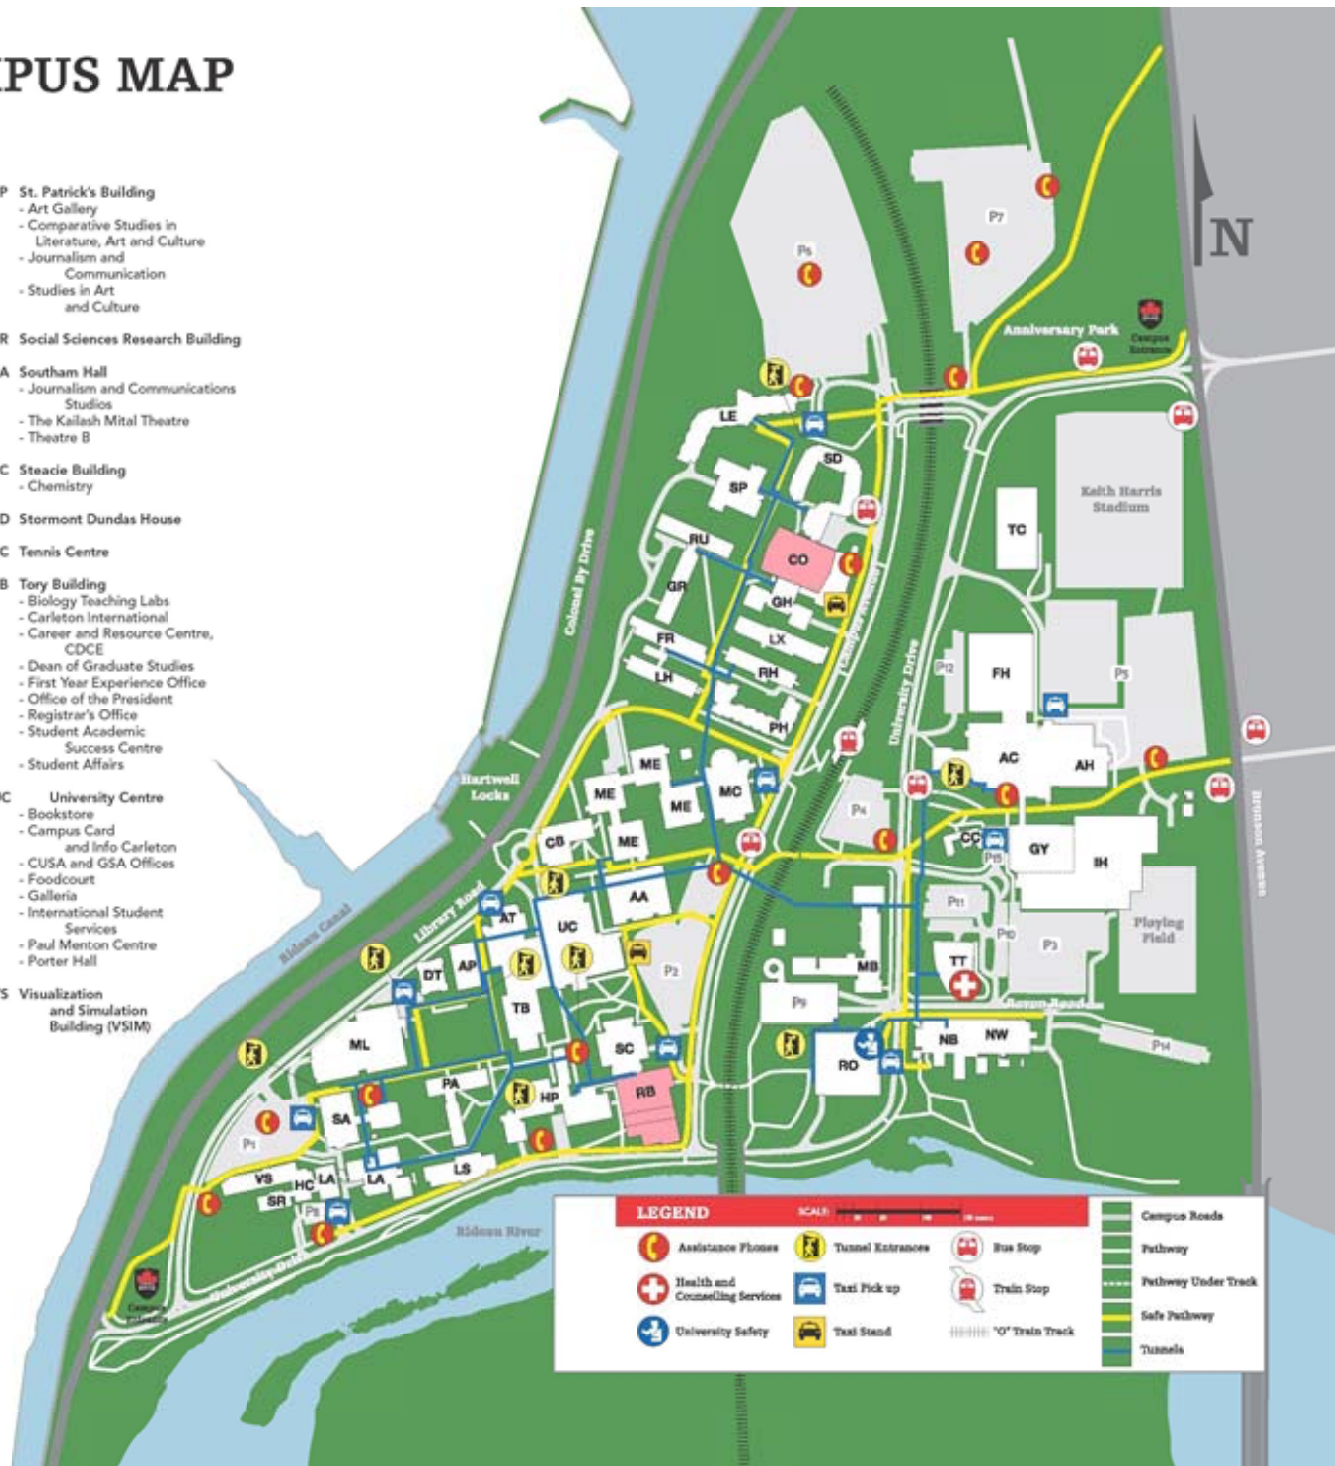 PUS MAP
P St. Patrick's Building
- Art Gallery
- Comparative Studies in
Literature, Art and Culture
- Journalism and
Communication
- Studies in Art
and Culture
R Social Sciences Research Building
A Southam Hall
- Journalism and Communications
Studios
- The Kailash Mital Theatre
- Theatre B
C Steacie Building
- Chemistry
D Stormont Dundas House
C Tennis Centre
B Tory Building
- Biology Teaching Labs
- Carleton International
- Career and Resource Centre,
CDCE
- Dean of Graduate Studies
- First Year Experience Office
- Office of the President
- Registrar's Office
- Student Academic
Success Centre
- Student Affairs
C University Centre
- Bookstore
- Campus Card
and Info Carleton
- CUSA and GSA Offices
- Foodcourt
- Galleria
- International Student
Services
- Paul Menton Centre
- Porter Hall
S Visualization
and Simulation
Building (VSIM)
P7
P6
N
Anniversary Park
Campus
Entrance
LE
SD
SP
Keith Harris
Stadium
TC
RU
CO
Colonel By Drive
GR
GH
Campus Avenue
FR
LX
LH
RH
P12
FH
P5
University Drive
PH
ME
AC
AH
Hartwell
Locks
ME
ME
MC
P4
Bronson Avenue
CB
ME
CC
GY
P15
IH
Library Road
AA
AT
UC
P11
Rideau Canal
P10
P3
Playing
Field
DT
AP
P2
MB
TT
P9
Raven Road
TB
ML
SC
NB
NW
P14
RO
PA
HP
RB
SA
P1
VS
HC
LA
LA
LS
SR
P8
Rideau River
University Drive
Campus
Entrance
LEGEND
SCALE:
Assistance Phones
Tunnel Entrances
Bus Stop
Health and
Counselling Services
Taxi Pick up
Train Stop
University Safety
Taxi Stand
"O" Train Track
Campus Roads
Pathway
Pathway Under Track
Safe Pathway
Tunnels